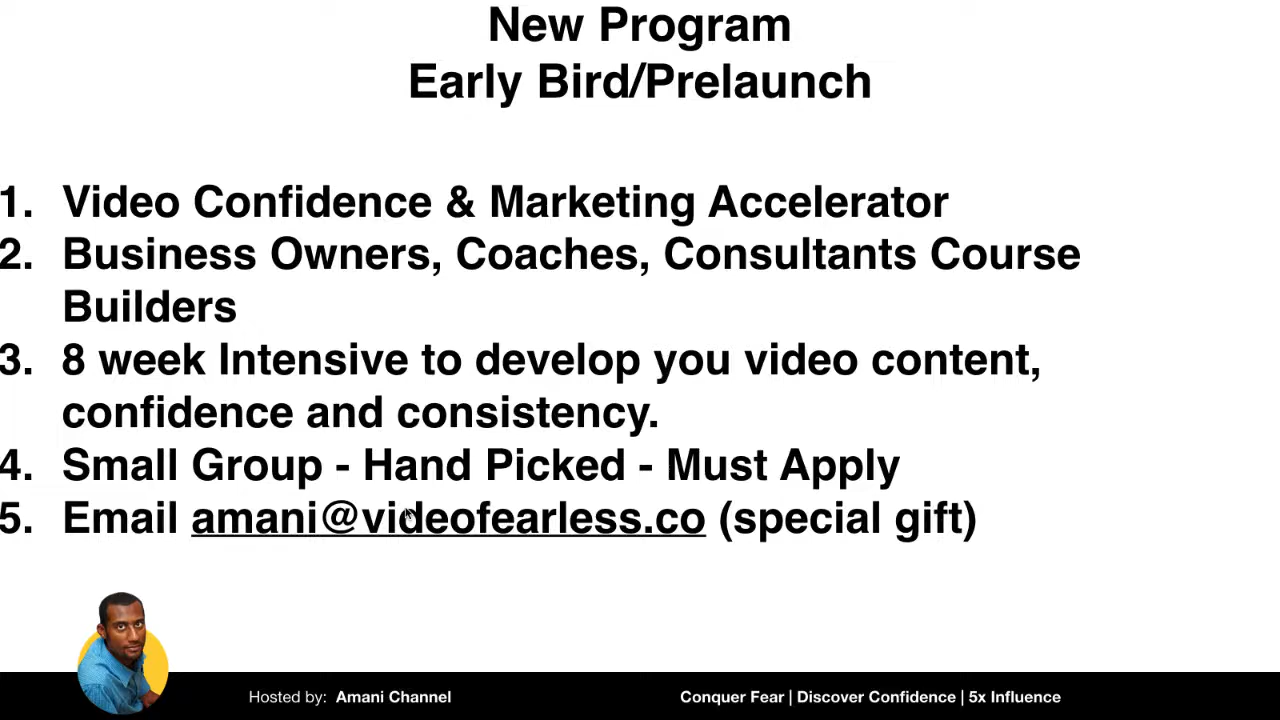 New Program
Early Bird/Prelaunch
1. Video Confidence & Marketing Accelerator
2. Business Owners, Coaches, Consultants Course
Builders
3. 8 week Intensive to develop you video content,
confidence and consistency.
4. Small Group - Hand Picked - Must Apply
5. Email amani@videofearless.co (special gift)
Hosted by: Amani Channel
Conquer Fear | Discover Confidence | 5x Influence